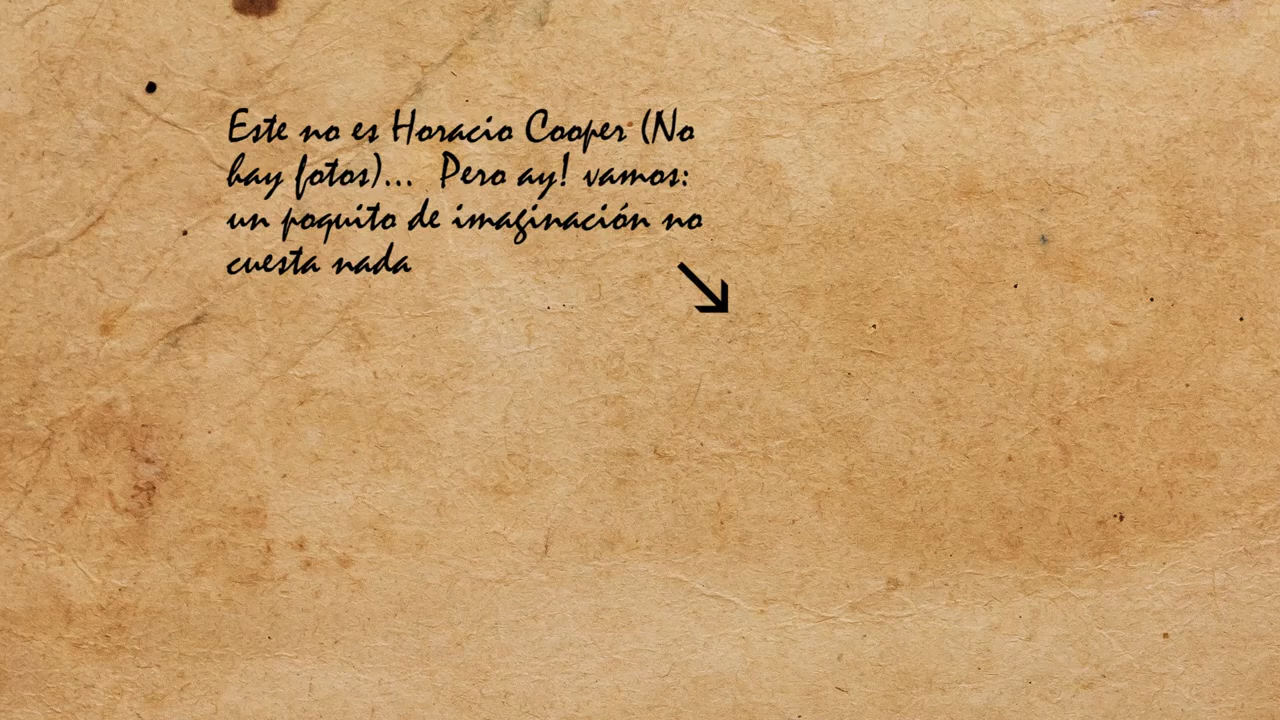 Este no es Horacio Cooper (No
hay fotos)... Pero ay! vamos:
un poquito de imaginación no
cuesta nada